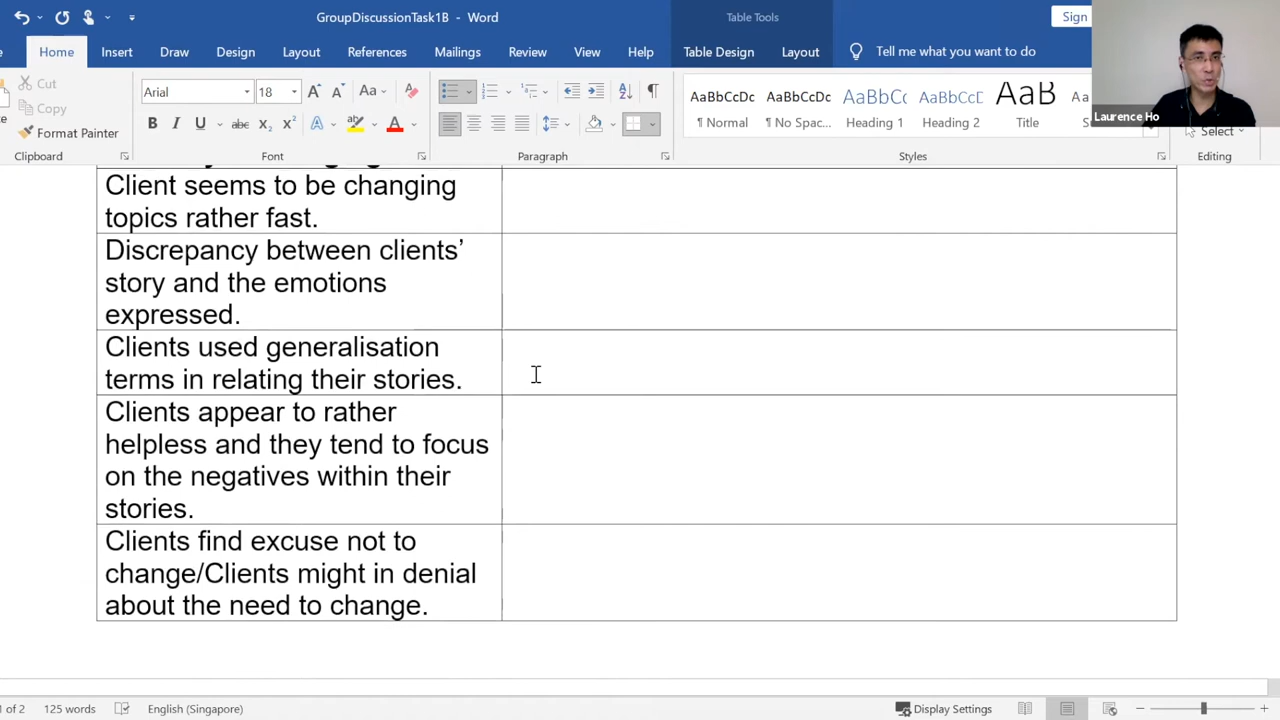 GroupDiscussionTask1B - Word
Table Tools
Sign
Home Insert Draw Design Layout References Mailings Review View Help Table Design Layout Tell me what you want to do
Cut
Copy
Format Painter
Arial 18
AaBbCcDc AaBbCcDc AaBbCc AaBbCcD AaB
¶ Normal ¶ No Spac... Heading 1 Heading 2 Title
Select
Clipboard Font Paragraph Styles Editing
Laurence Ho
Client seems to be changing
topics rather fast.
Discrepancy between clients’
story and the emotions
expressed.
Clients used generalisation
terms in relating their stories.
Clients appear to rather
helpless and they tend to focus
on the negatives within their
stories.
Clients find excuse not to
change/Clients might in denial
about the need to change.
of 2 125 words English (Singapore) Display Settings